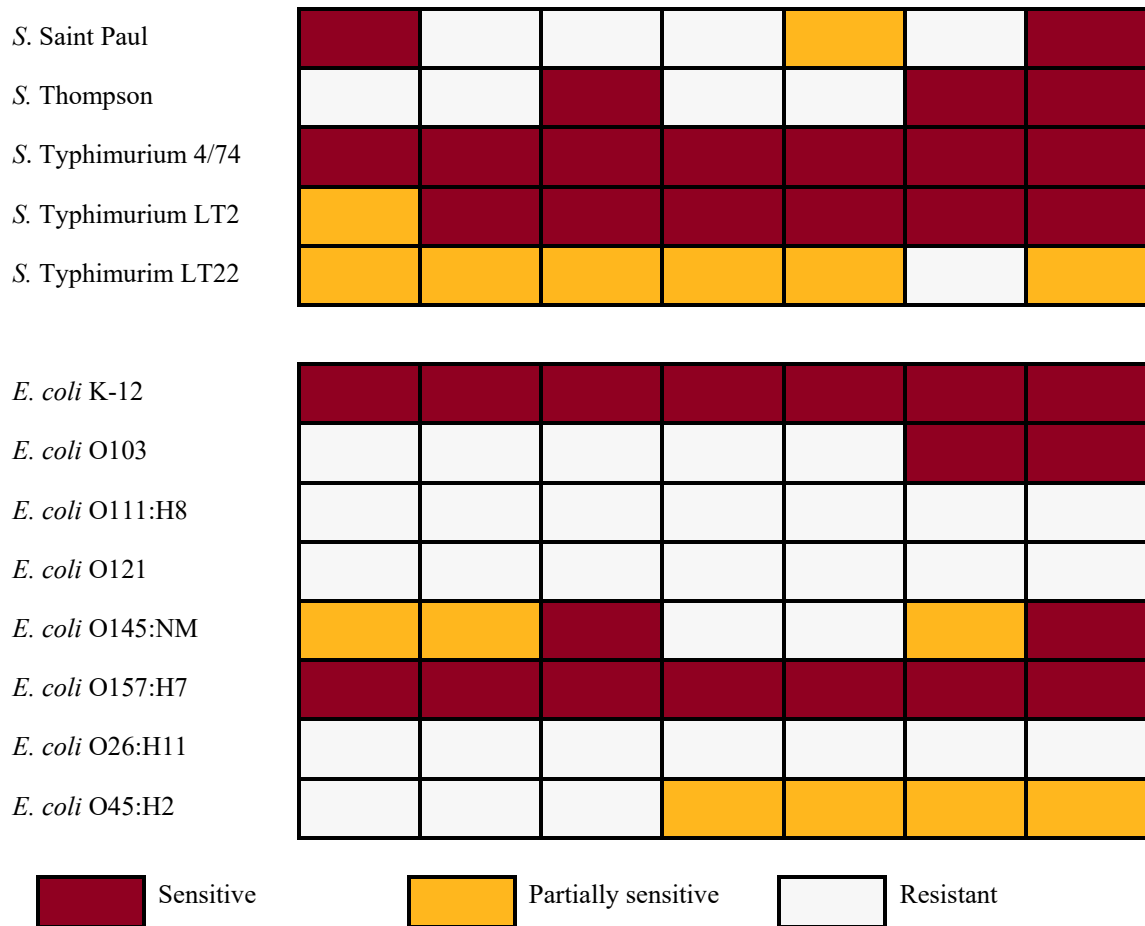 S. Saint Paul
S. Thompson
S. Typhimurium 4/74
S. Typhimurium LT2
S. Typhimurim LT22
E. coli K-12
E. coli O103
E. coli O111:H8
E. coli O121
E. coli O145:NM
E. coli O157:H7
E. coli O26:H11
E. coli O45:H2
Sensitive Partially sensitive Resistant